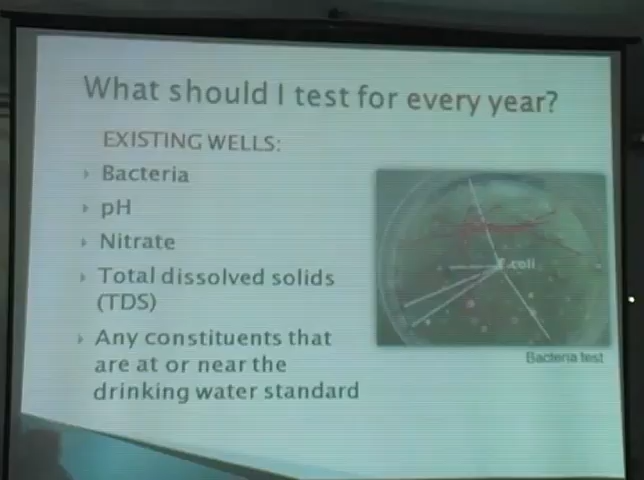 What should I test for every year?
EXISTING WELLS:
Bacteria
pH
Nitrate
Total dissolved solids
(TDS)
Any constituents that
are at or near the
drinking water standard
E.coli
Bacteria test